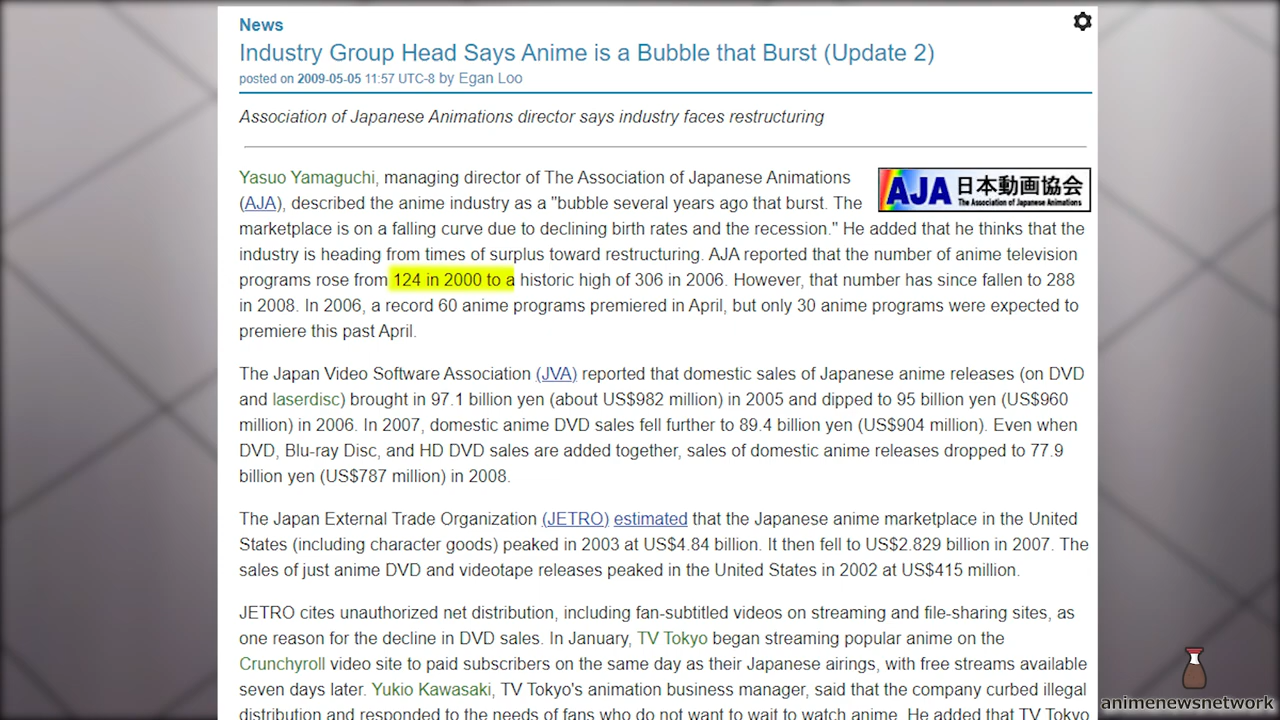 News
Industry Group Head Says Anime is a Bubble that Burst (Update 2)
posted on 2009-05-05 11:57 UTC-8 by Egan Loo
Association of Japanese Animations director says industry faces restructuring
Yasuo Yamaguchi, managing director of The Association of Japanese Animations
(AJA), described the anime industry as a "bubble several years ago that burst. The
marketplace is on a falling curve due to declining birth rates and the recession." He added that he thinks that the
industry is heading from times of surplus toward restructuring. AJA reported that the number of anime television
programs rose from 124 in 2000 to a historic high of 306 in 2006. However, that number has since fallen to 288
in 2008. In 2006, a record 60 anime programs premiered in April, but only 30 anime programs were expected to
premiere this past April.
AJA 日本動画協会
The Association of Japanese Animations
The Japan Video Software Association (JVA) reported that domestic sales of Japanese anime releases (on DVD
and laserdisc) brought in 97.1 billion yen (about US$982 million) in 2005 and dipped to 95 billion yen (US$960
million) in 2006. In 2007, domestic anime DVD sales fell further to 89.4 billion yen (US$904 million). Even when
DVD, Blu-ray Disc, and HD DVD sales are added together, sales of domestic anime releases dropped to 77.9
billion yen (US$787 million) in 2008.
The Japan External Trade Organization (JETRO) estimated that the Japanese anime marketplace in the United
States (including character goods) peaked in 2003 at US$4.84 billion. It then fell to US$2.829 billion in 2007. The
sales of just anime DVD and videotape releases peaked in the United States in 2002 at US$415 million.
JETRO cites unauthorized net distribution, including fan-subtitled videos on streaming and file-sharing sites, as
one reason for the decline in DVD sales. In January, TV Tokyo began streaming popular anime on the
Crunchyroll video site to paid subscribers on the same day as their Japanese airings, with free streams available
seven days later. Yukio Kawasaki, TV Tokyo's animation business manager, said that the company curbed illegal
distribution and responded to the needs of fans who do not want to wait to watch anime. He added that TV Tokyo
animenewsnetwork